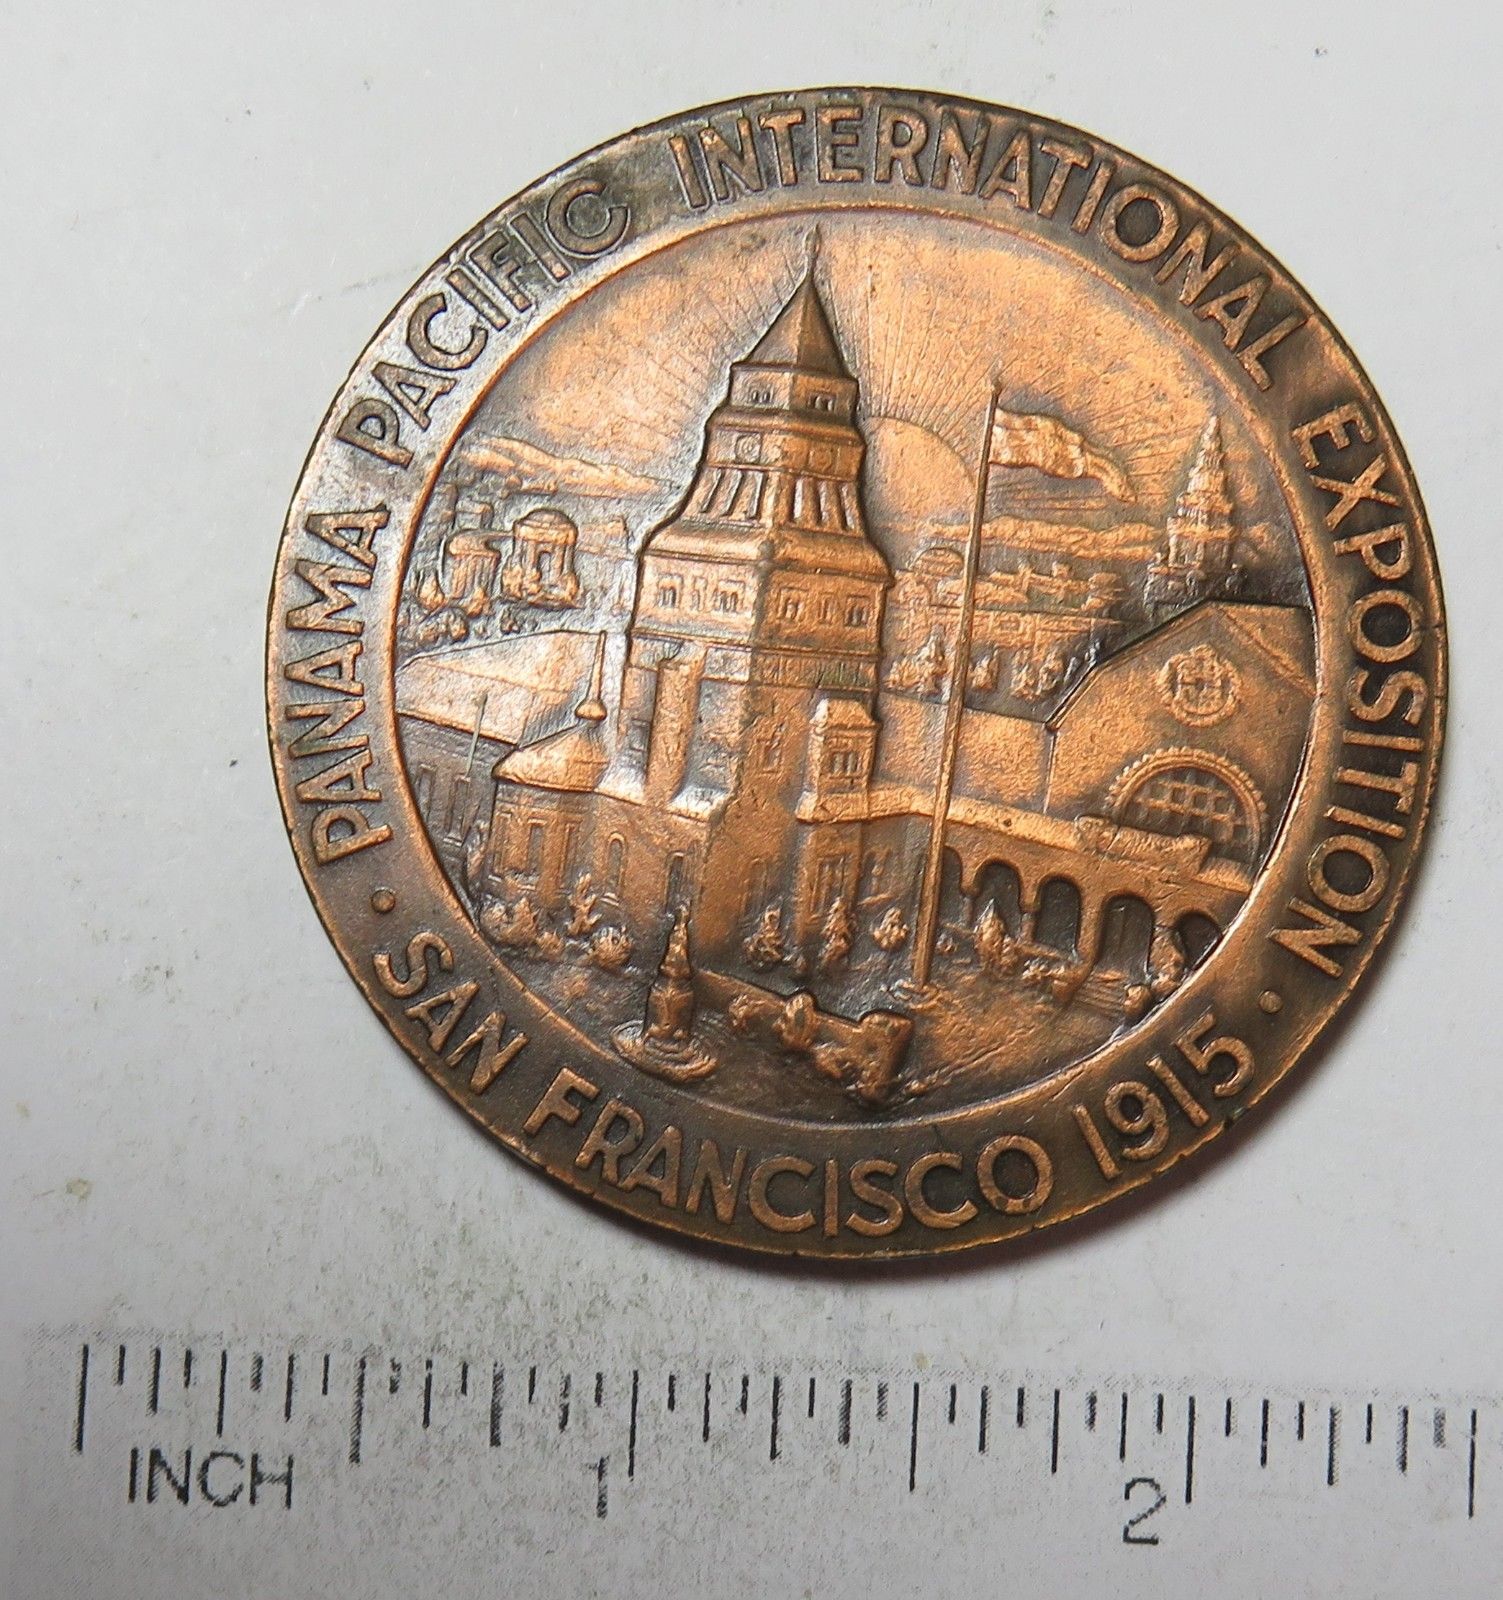 PANAMA PACIFIC INTERNATIONAL EXPOSITION
· SAN FRANCISCO 1915 ·
INCH 1 2